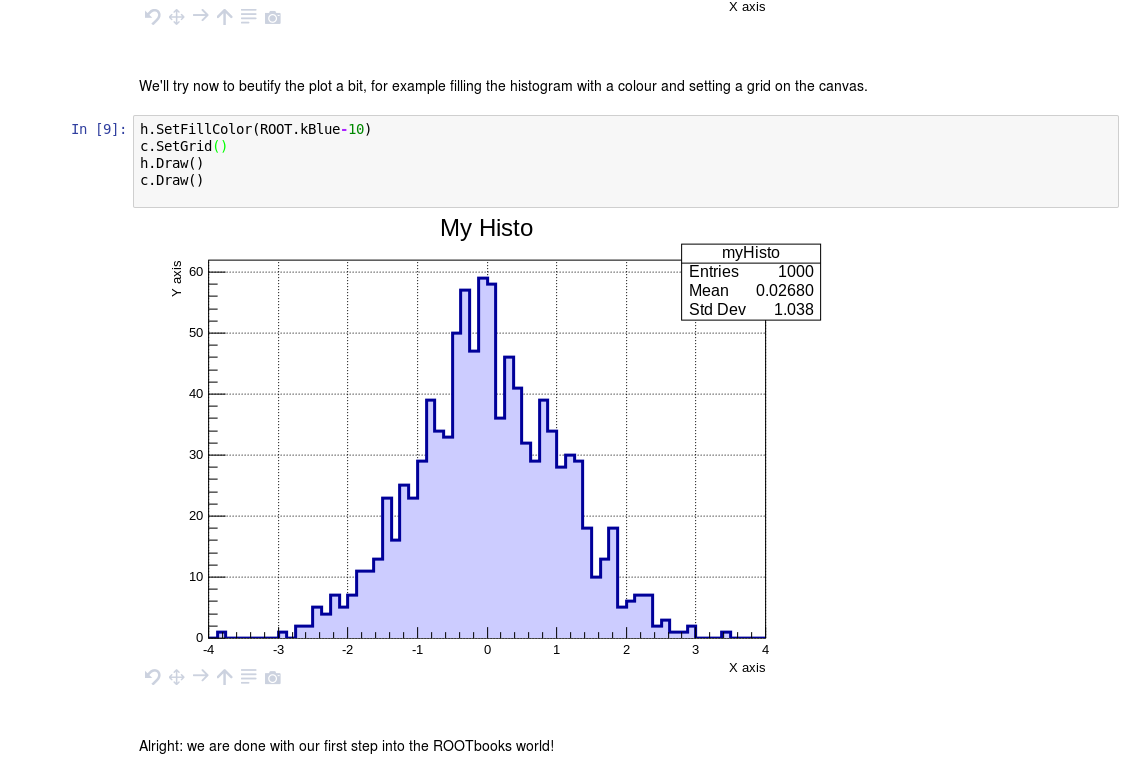 X axis
We'll try now to beutify the plot a bit, for example filling the histogram with a colour and setting a grid on the canvas.
In [9]: h.SetFillColor(ROOT.kBlue-10)
c.SetGrid()
h.Draw()
c.Draw()
My Histo
myHisto
Entries 1000
Mean 0.02680
Std Dev 1.038
Y axis
60
50
40
30
20
10
0
-4 -3 -2 -1 0 1 2 3 4
X axis
Alright: we are done with our first step into the ROOTbooks world!